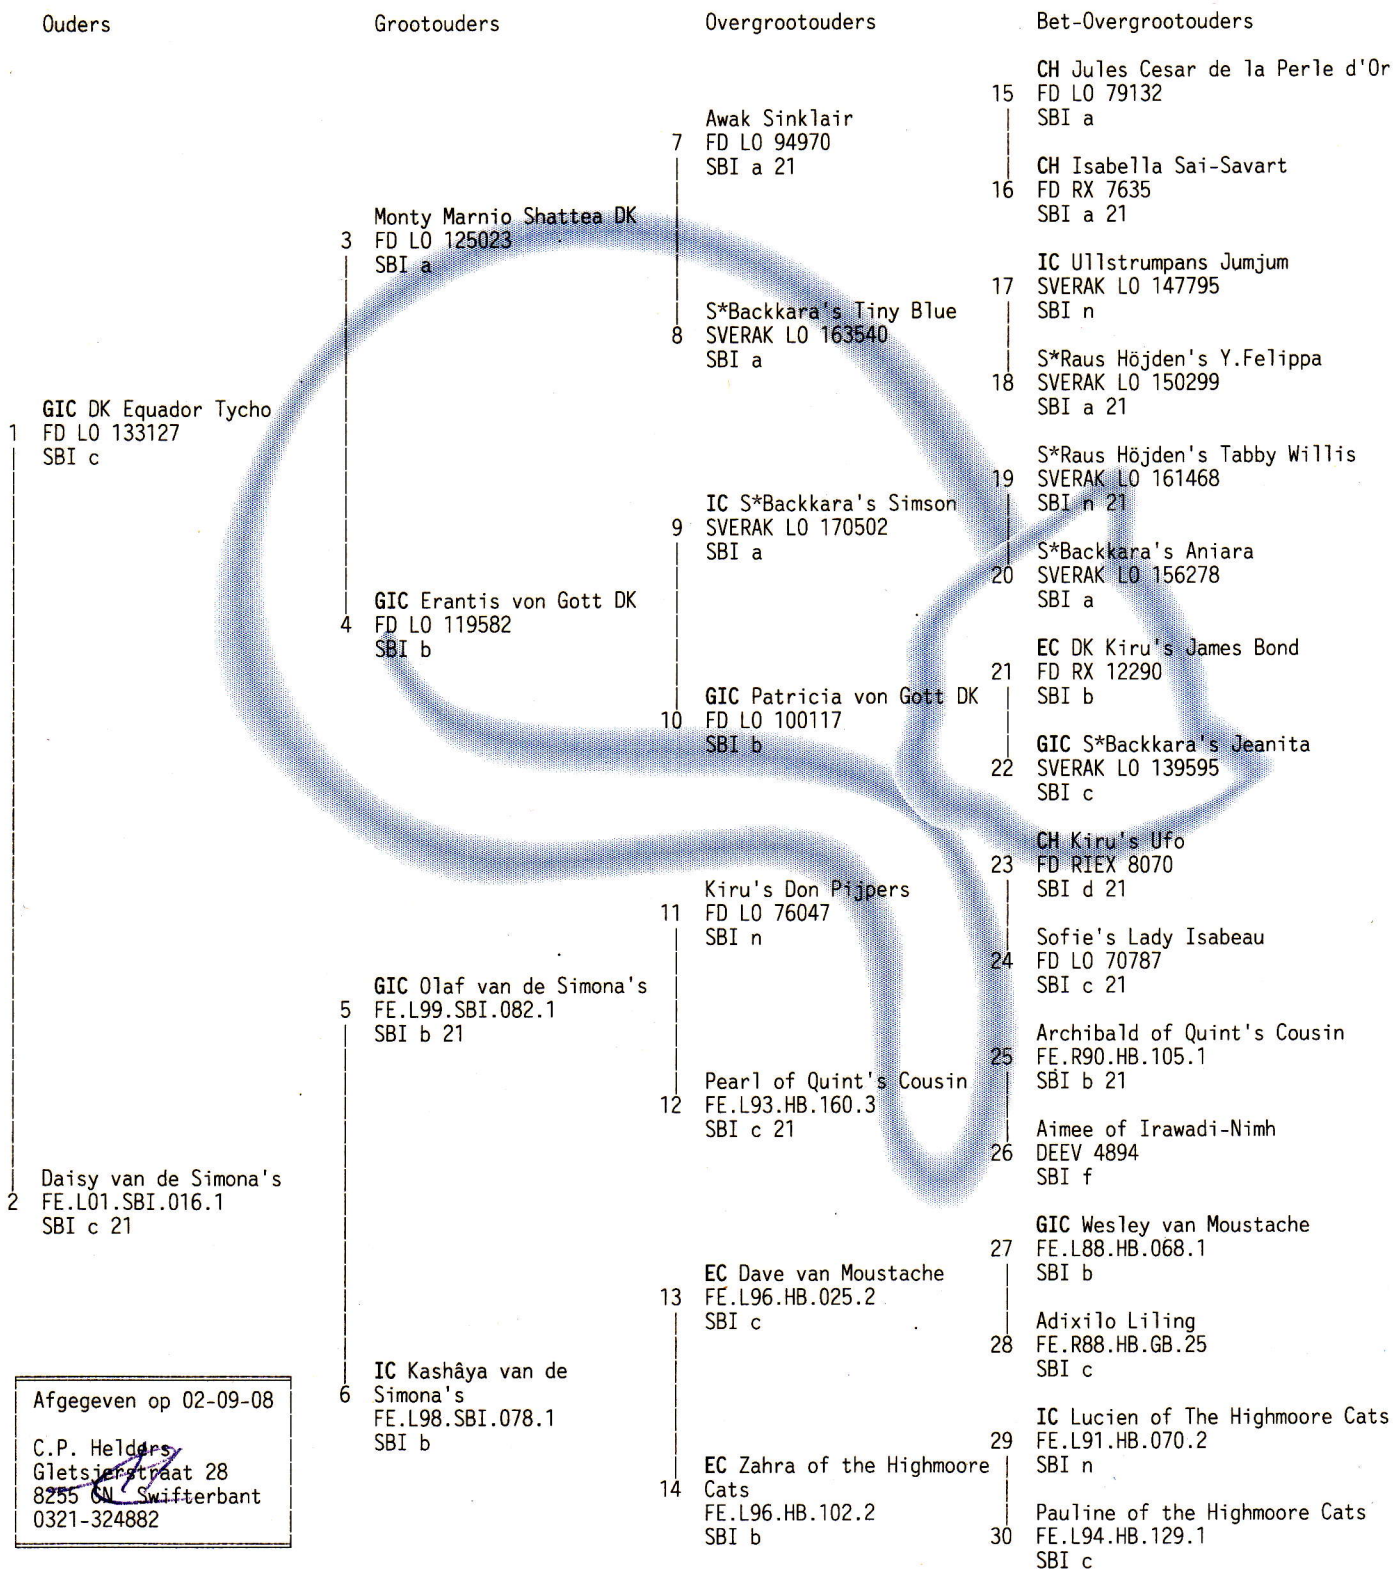 Ouders
Grootouders
Overgrootouders
Bet-Overgrootouders
1 GIC DK Equador Tycho
FD LO 133127
SBI c
2 Daisy van de Simona's
FE.L01.SBI.016.1
SBI c 21
3 Monty Marnio Shattea DK
FD LO 125023
SBI a
4 GIC Erantis von Gott DK
FD LO 119582
SBI b
5 GIC Olaf van de Simona's
FE.L99.SBI.082.1
SBI b 21
6 IC Kashâya van de
Simona's
FE.L98.SBI.078.1
SBI b
7 Awak Sinklair
FD LO 94970
SBI a 21
8 S*Backkara's Tiny Blue
SVERAK LO 163540
SBI a
9 IC S*Backkara's Simson
SVERAK LO 170502
SBI a
10 GIC Patricia von Gott DK
FD LO 100117
SBI b
11 Kiru's Don Pijpers
FD LO 76047
SBI n
12 Pearl of Quint's Cousin
FE.L93.HB.160.3
SBI c 21
13 EC Dave van Moustache
FE.L96.HB.025.2
SBI c
14 EC Zahra of the Highmoore
Cats
FE.L96.HB.102.2
SBI b
15 CH Jules Cesar de la Perle d'Or
FD LO 79132
SBI a
16 CH Isabella Sai-Savart
FD RX 7635
SBI a 21
17 IC Ullstrumpans Jumjum
SVERAK LO 147795
SBI n
18 S*Raus Höjden's Y.Felippa
SVERAK LO 150299
SBI a 21
19 S*Raus Höjden's Tabby Willis
SVERAK LO 161468
SBI n 21
20 S*Backkara's Aniara
SVERAK LO 156278
SBI a
21 EC DK Kiru's James Bond
FD RX 12290
SBI b
22 GIC S*Backkara's Jeanita
SVERAK LO 139595
SBI c
23 CH Kiru's Ufo
FD RIEX 8070
SBI d 21
24 Sofie's Lady Isabeau
FD LO 70787
SBI c 21
25 Archibald of Quint's Cousin
FE.R90.HB.105.1
SBI b 21
26 Aimee of Irawadi-Nimh
DEEV 4894
SBI f
27 GIC Wesley van Moustache
FE.L88.HB.068.1
SBI b
28 Adixilo Liling
FE.R88.HB.GB.25
SBI c
29 IC Lucien of The Highmoore Cats
FE.L91.HB.070.2
SBI n
30 Pauline of the Highmoore Cats
FE.L94.HB.129.1
SBI c
Afgegeven op 02-09-08
C.P. Helders
Gletsjerstraat 28
8255 GN Swifterbant
0321-324882